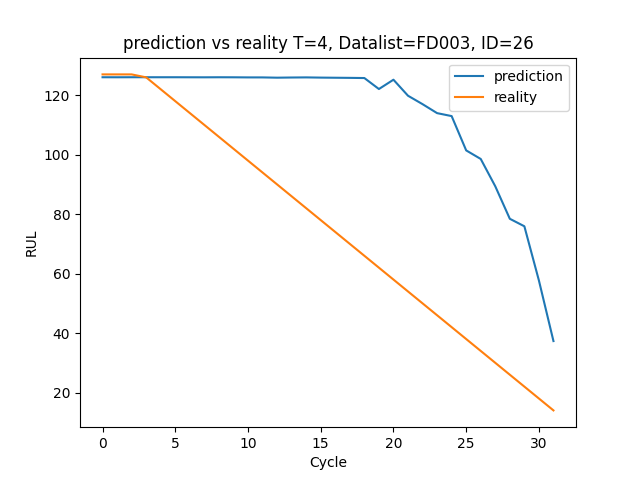 prediction vs reality T=4, Datalist=FD003, ID=26
prediction
reality
120
100
80
60
40
20
RUL
0 5 10 15 20 25 30
Cycle